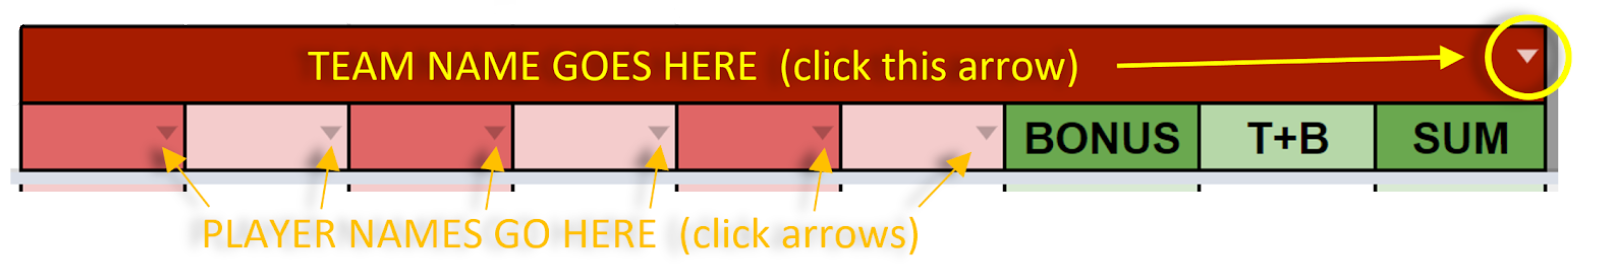 TEAM NAME GOES HERE (click this arrow)
BONUS T+B SUM
PLAYER NAMES GO HERE (click arrows)